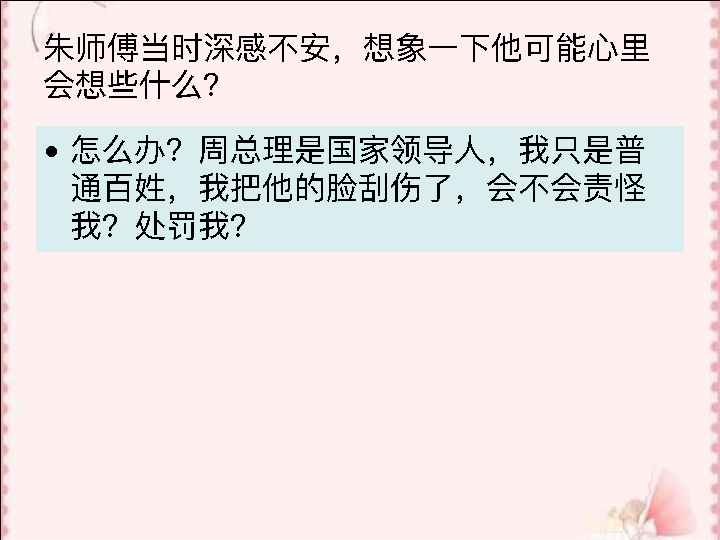 朱师傅当时深感不安，想象一下他可能心里
会想些什么？
• 怎么办？周总理是国家领导人，我只是普
通百姓，我把他的脸刮伤了，会不会责怪
我？处罚我？